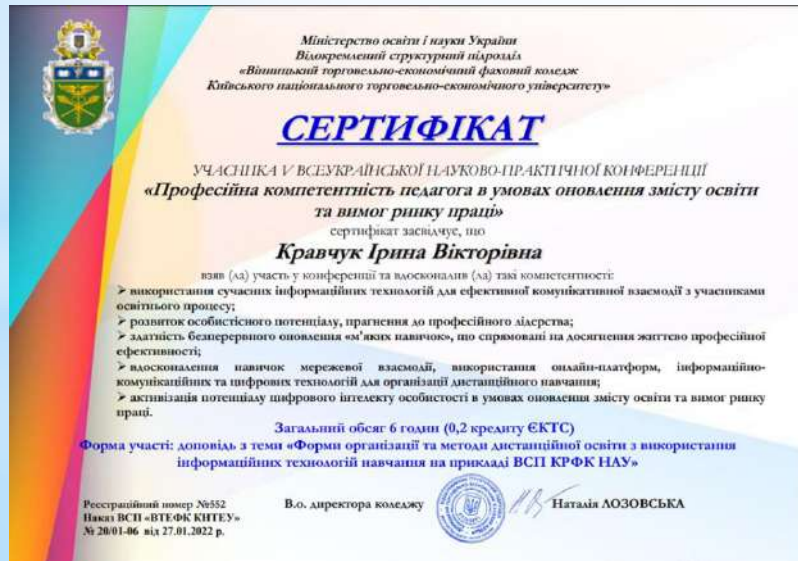 Міністерство освіти і науки України
Відокремлений структурний підрозділ
«Вінницький торговельно-економічний фаховий коледж
Київського національного торговельно-економічного університету»
СЕРТИФІКАТ
УЧАСНИКА V ВСЕУКРАЇНСЬКОЇ НАУКОВО-ПРАКТИЧНОЇ КОНФЕРЕНЦІЇ
«Професійна компетентність педагога в умовах оновлення змісту освіти
та вимог ринку праці»
сертифікат засвідчує, що
Кравчук Ірина Вікторівна
взяв (ла) участь у конференції та вдосконалив (ла) такі компетентності:
➢ використання сучасних інформаційних технологій для ефективної комунікативної взаємодії з учасниками
освітнього процесу;
➢ розвиток особистісного потенціалу, прагнення до професійного лідерства;
➢ здатність безперервного оновлення «м’яких навичок», що спрямовані на досягнення життєво професійної
ефективності;
➢ вдосконалення навичок мережевої взаємодії, використання онлайн-платформ, інформаційно-
комунікаційних та цифрових технологій для організації дистанційного навчання;
➢ активізація потенціалу цифрового інтелекту особистості в умовах оновлення змісту освіти та вимог ринку
праці.
Загальний обсяг 6 годин (0,2 кредиту ЄКТС)
Форма участі: доповідь з теми «Форми організації та методи дистанційної освіти з використання
інформаційних технологій навчання на прикладі ВСП КРФК НАУ»
Реєстраційний номер №552
Наказ ВСП «ВТЕФК КНТЕУ»
№ 20/01-06 від 27.01.2022 р.
В.о. директора коледжу
Наталія ЛОЗОВСЬКА